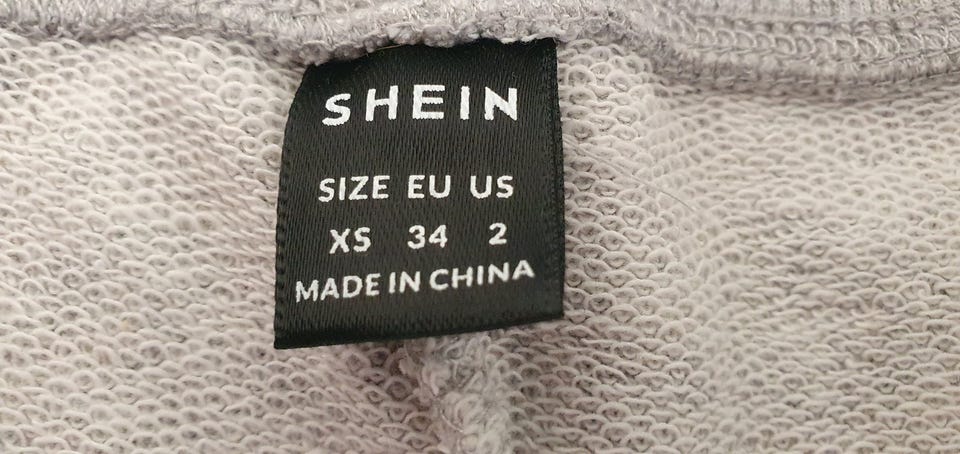 SHEIN
SIZE EU US
XS 34 2
MADE IN CHINA